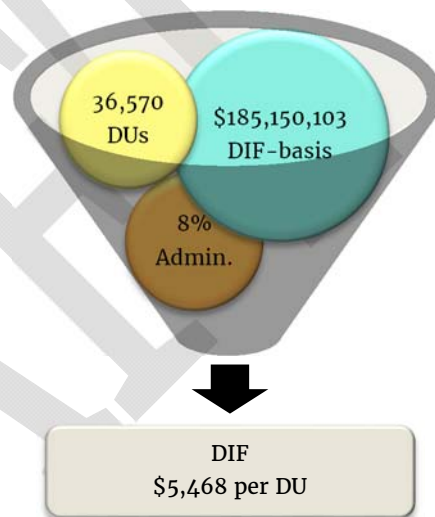 36,570
DUs
$185,150,103
DIF-basis
8%
Admin.
DIF
$5,468 per DU